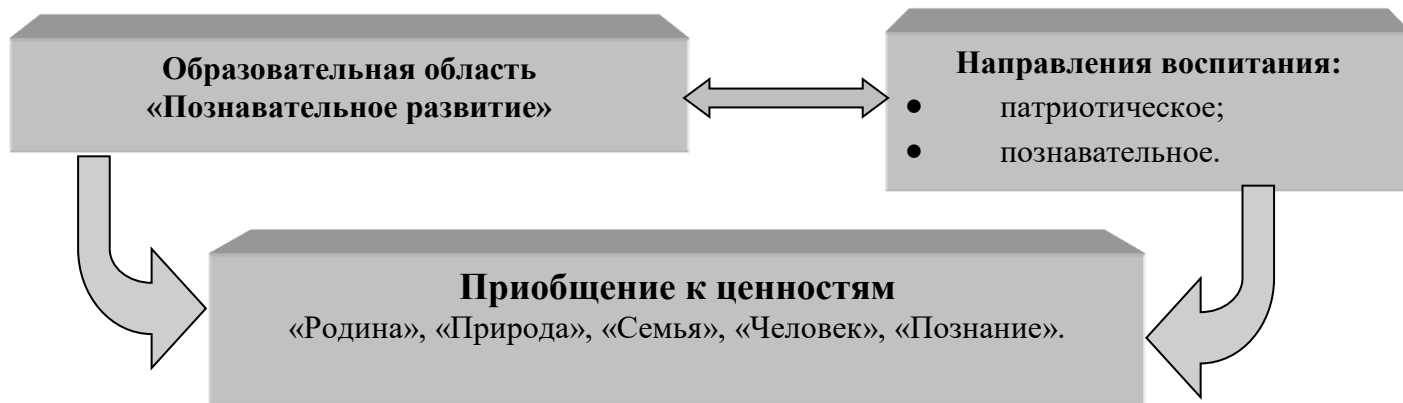 Образовательная область
«Познавательное развитие»
Направления воспитания:
● патриотическое;
● познавательное.
Приобщение к ценностям
«Родина», «Природа», «Семья», «Человек», «Познание».